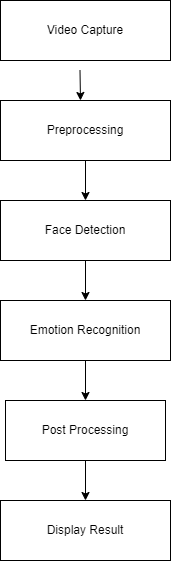 Video Capture
Preprocessing
Face Detection
Emotion Recognition
Post Processing
Display Result